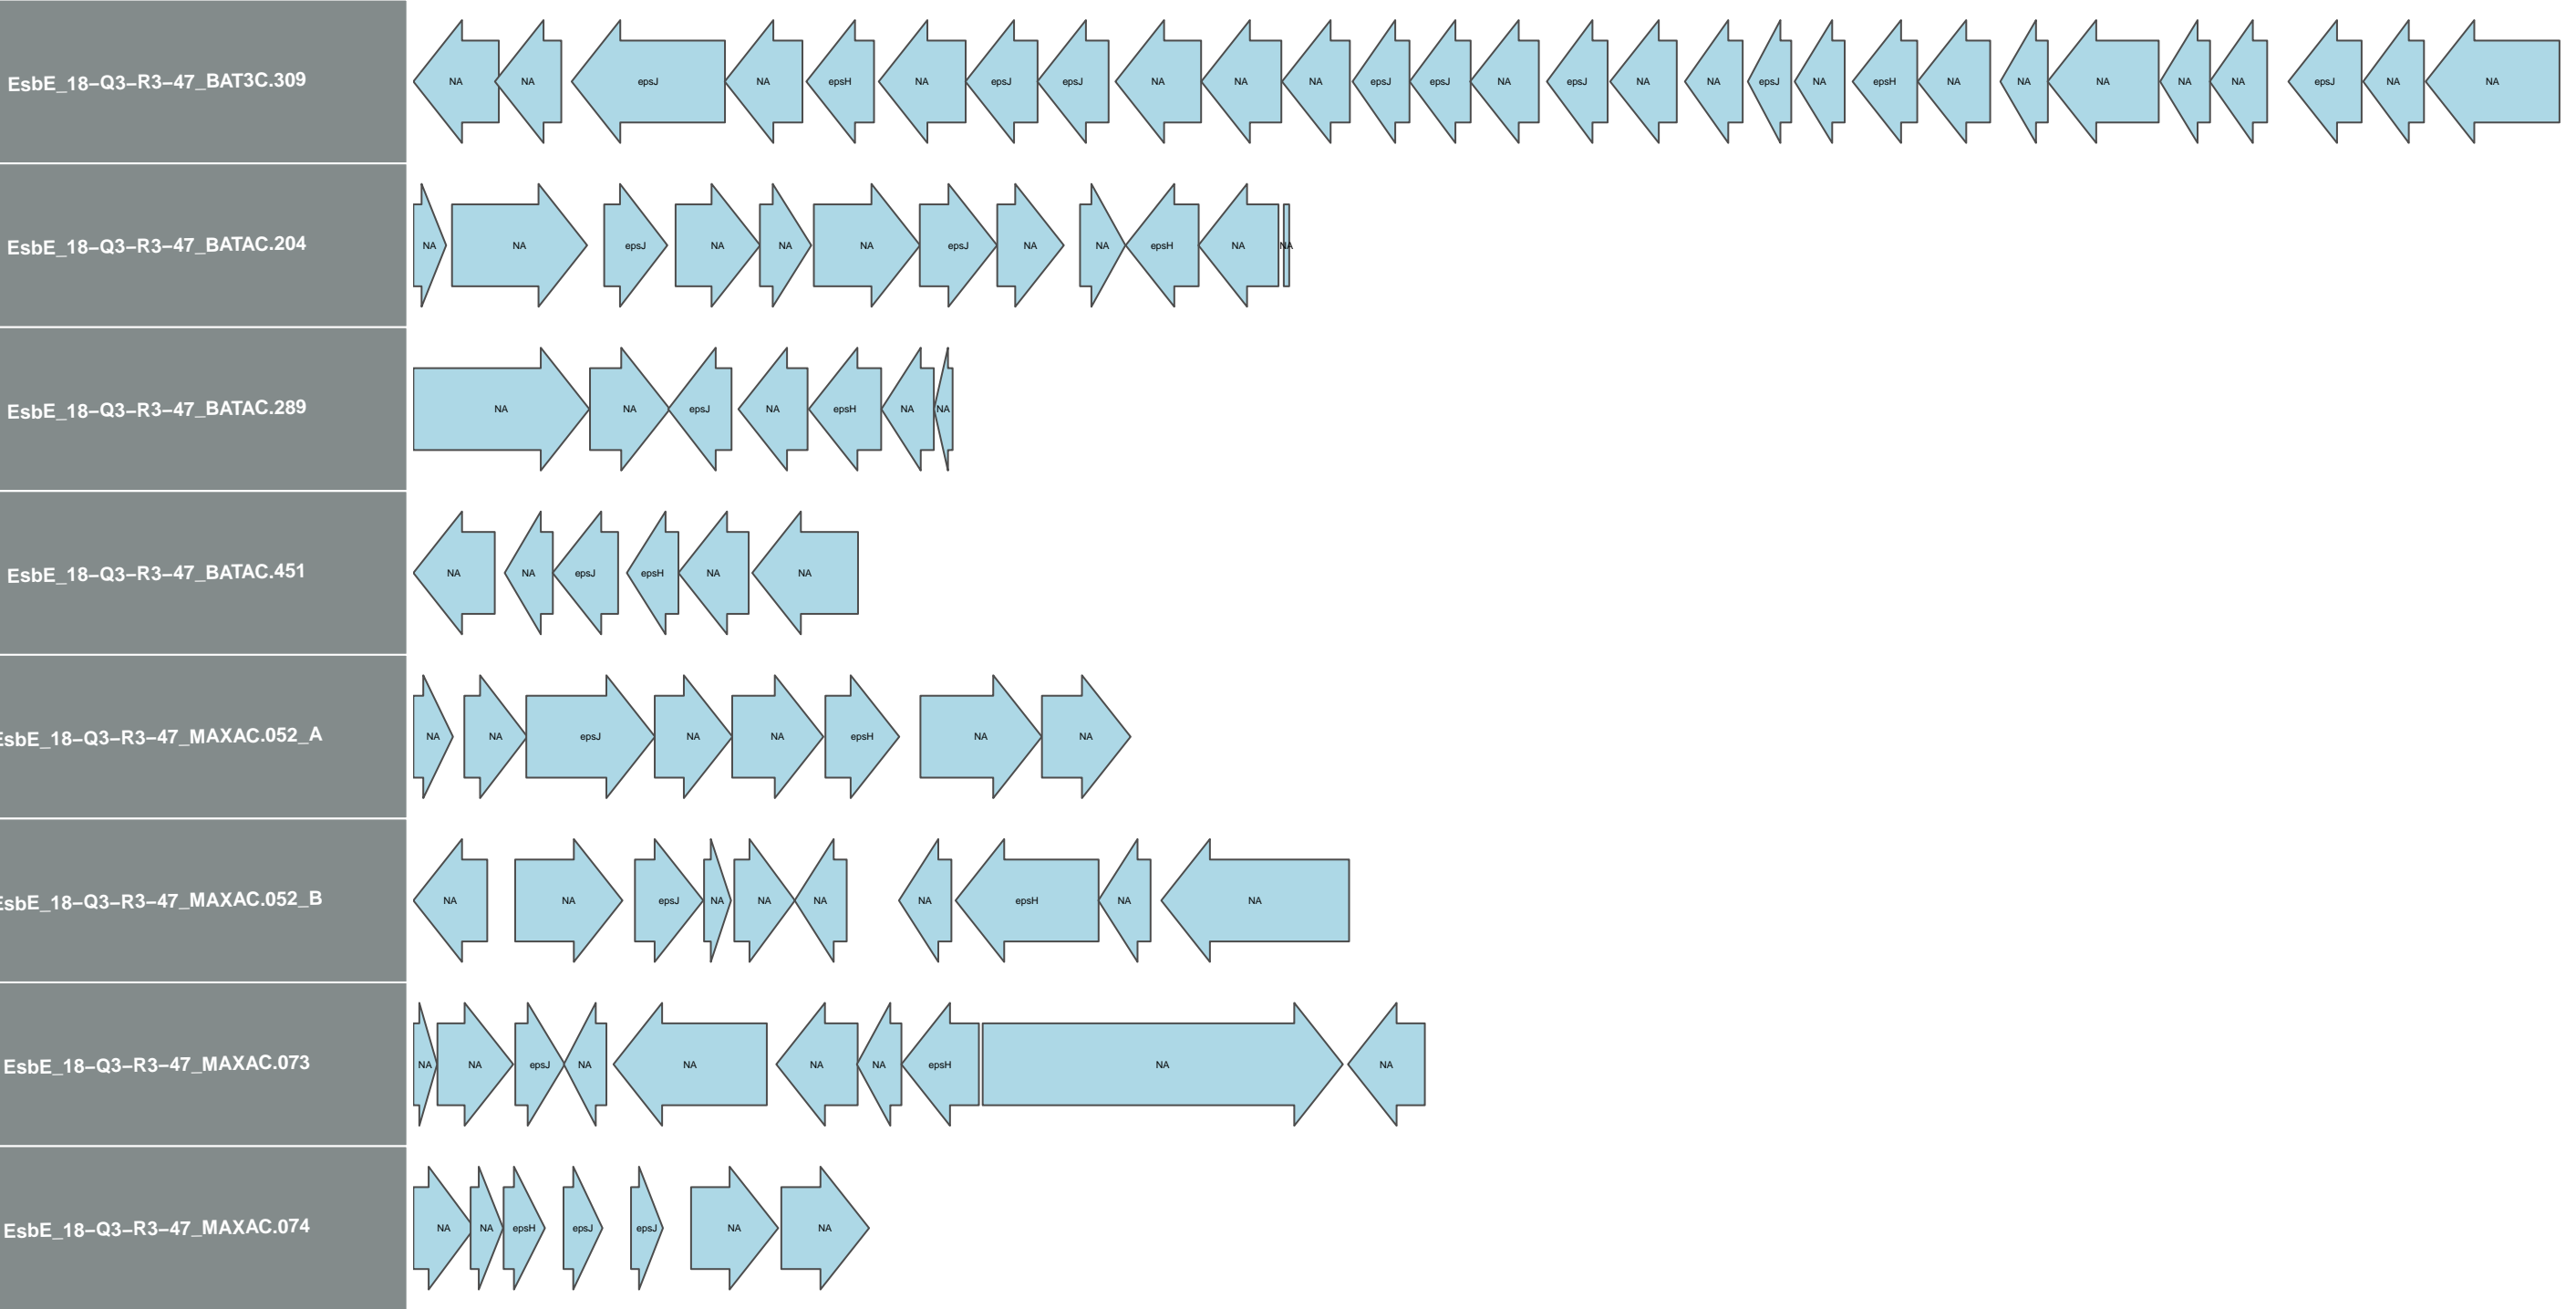 EsbE_18−Q3−R3−47_BAT3C.309 NA NA epsJ NA epsH NA epsJ epsJ NA NA NA epsJ epsJ NA epsJ NA NA epsJ NA epsH NA NA NA NA NA epsJ NA NA
EsbE_18−Q3−R3−47_BATAC.204 NA NA epsJ NA NA NA epsJ NA NA epsH NA NA
EsbE_18−Q3−R3−47_BATAC.289 NA NA epsJ NA epsH NA NA
EsbE_18−Q3−R3−47_BATAC.451 NA NA epsJ epsH NA NA
EsbE_18−Q3−R3−47_MAXAC.052_A NA NA epsJ NA NA epsH NA NA
EsbE_18−Q3−R3−47_MAXAC.052_B NA NA epsJ NA NA NA NA epsH NA NA
EsbE_18−Q3−R3−47_MAXAC.073 NA NA epsJ NA NA NA NA epsH NA NA
EsbE_18−Q3−R3−47_MAXAC.074 NA NA epsH epsJ epsJ NA NA